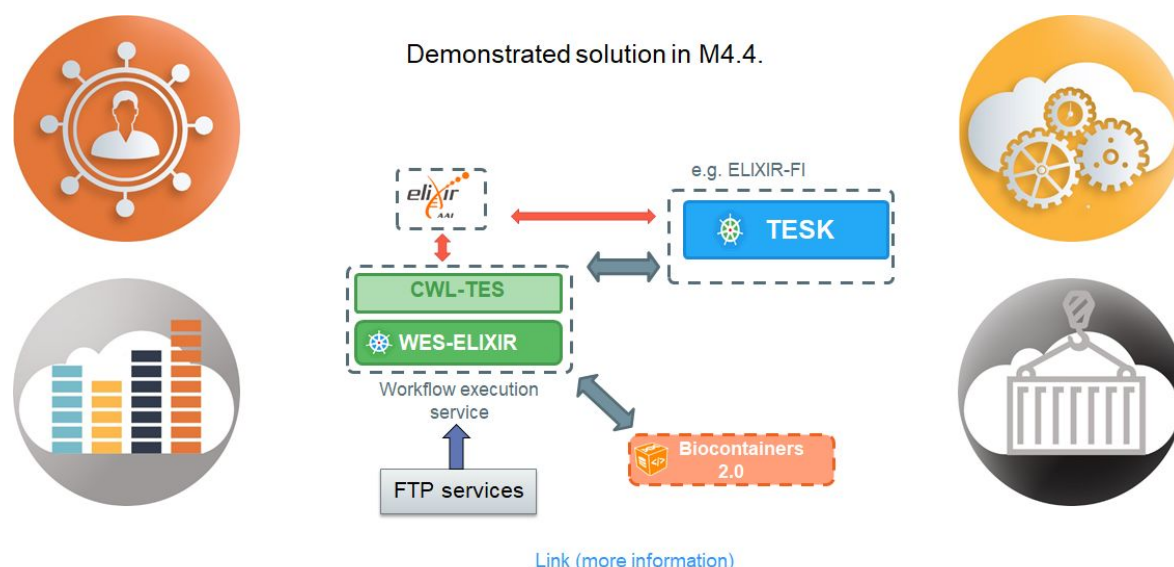 Demonstrated solution in M4.4.
e.g. ELIXIR-FI
elixir
AAI
TESK
CWL-TES
WES-ELIXIR
Workflow execution
service
Biocontainers
2.0
FTP services
Link (more information)